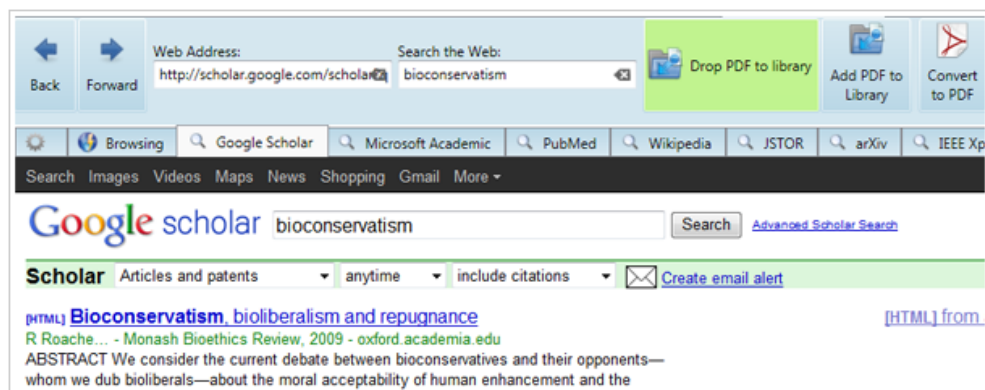 Web Address:
Search the Web:
http://scholar.google.com/schola
bioconservatism
Back
Forward
Drop PDF to library
Add PDF to
Library
Convert
to PDF
Browsing
Google Scholar
Microsoft Academic
PubMed
Wikipedia
JSTOR
arXiv
IEEE Xp
Search Images Videos Maps News Shopping Gmail More
Google scholar
bioconservatism
Search
Advanced Scholar Search
Scholar Articles and patents anytime include citations Create email alert
[HTML] Bioconservatism, bioliberalism and repugnance
[HTML] from
R Roache... - Monash Bioethics Review, 2009 - oxford.academia.edu
ABSTRACT We consider the current debate between bioconservatives and their opponents—
whom we dub bioliberals—about the moral acceptability of human enhancement and the